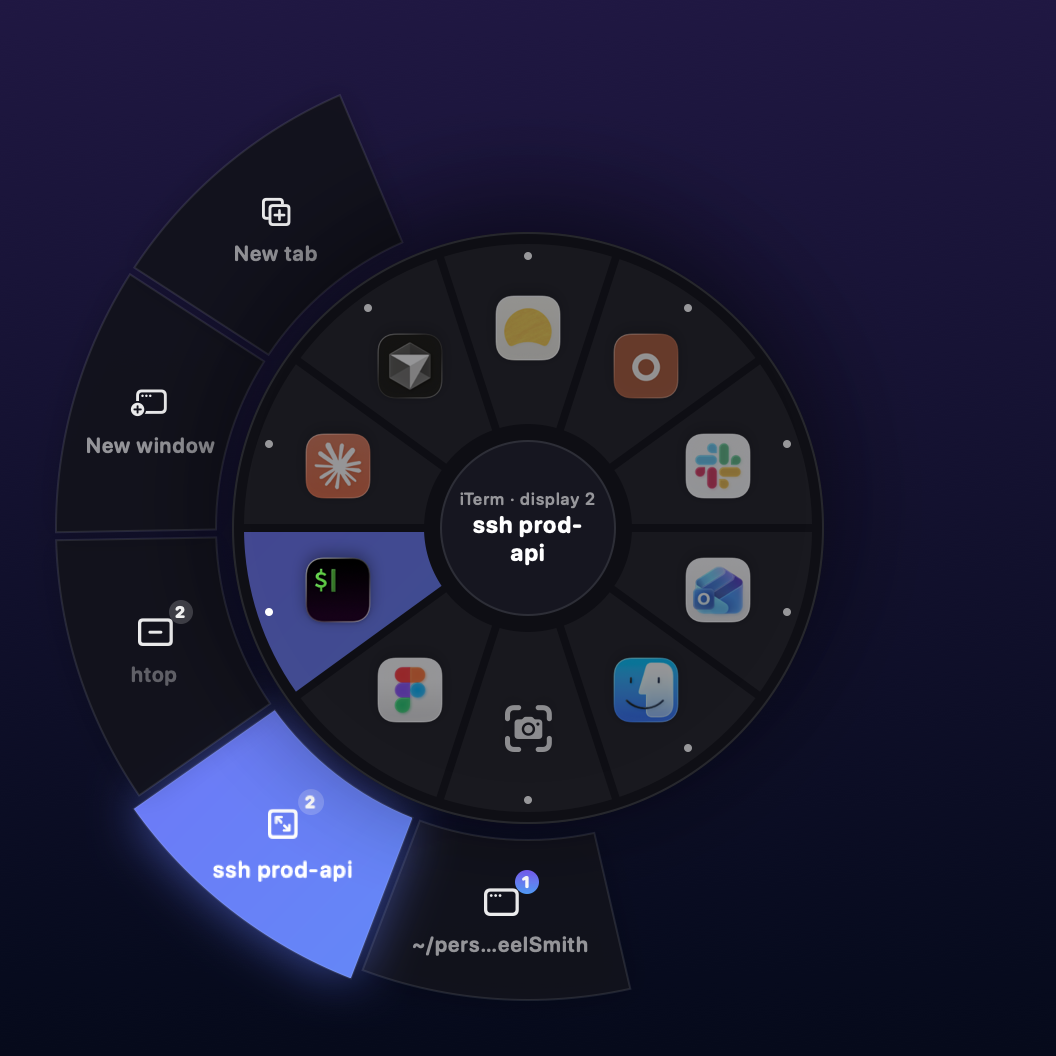 New tab
New window
2
htop
$
iTerm · display 2
ssh prod-
api
2
ssh prod-api
1
~/pers...eelSmith